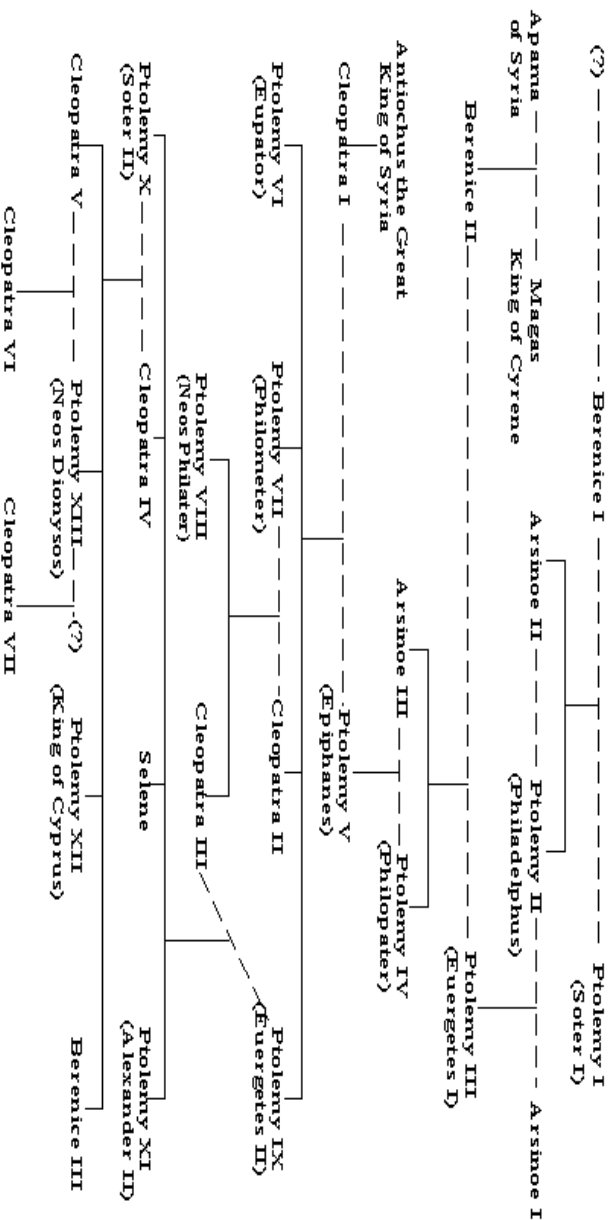 (?) Berenice I Ptolemy I
(Soter I)
Apama
of Syria
Magas
King of Cyrene
Arsinoe II
Ptolemy II
(Philadelphus)
Arsinoe I
Berenice II
Ptolemy III
(Euergetes I)
Antiochus the Great
King of Syria
Arsinoe III
Ptolemy IV
(Philopater)
Cleopatra I
Ptolemy V
(Epiphanes)
Ptolemy VI
(Eupator)
Ptolemy VII
(Philometer)
Cleopatra II
Ptolemy IX
(Euergetes II)
Ptolemy VIII
(Neos Philater)
Cleopatra III
Ptolemy X
(Soter II)
Cleopatra IV
Selene
Ptolemy XI
(Alexander II)
Cleopatra V
Ptolemy XIII
(Neos Dionysos)
(?)
Ptolemy XII
(King of Cyprus)
Berenice III
Cleopatra VI
Cleopatra VII